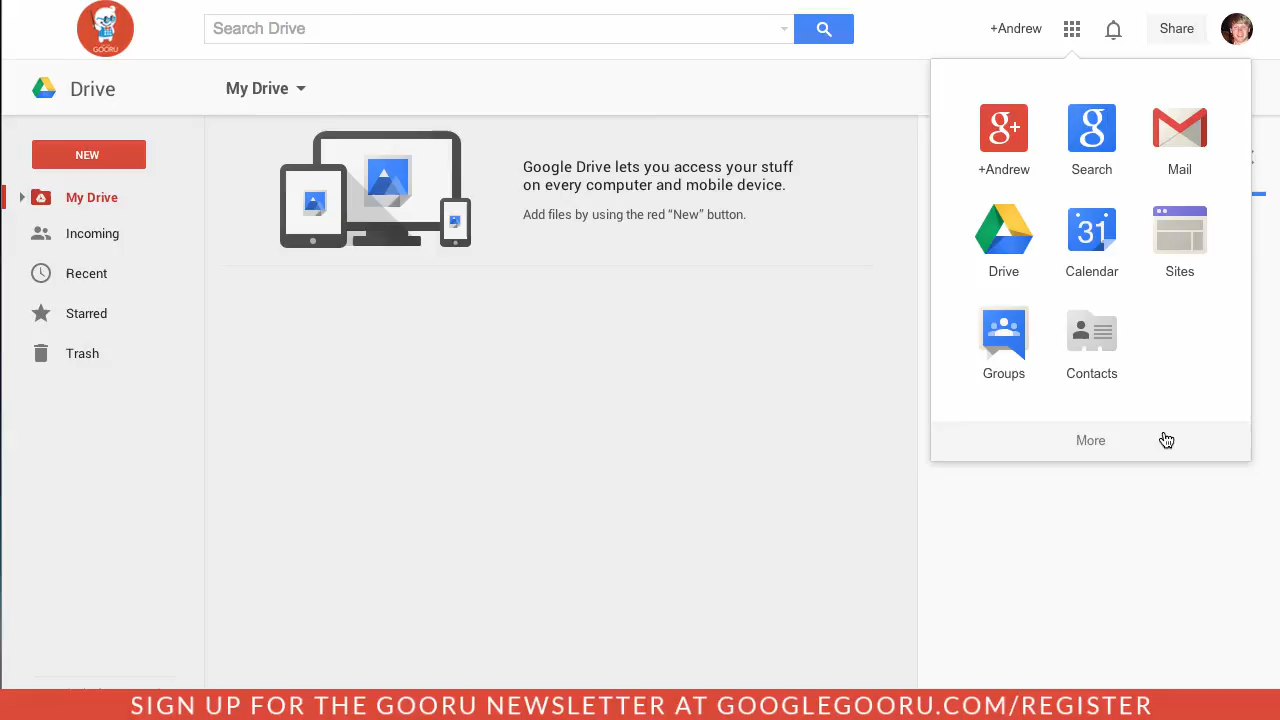 GOORU
Search Drive
+Andrew
Share
Drive
My Drive
NEW
My Drive
Incoming
Recent
Starred
Trash
Google Drive lets you access your stuff
on every computer and mobile device.
Add files by using the red “New” button.
+Andrew
Search
Mail
31
Drive
Calendar
Sites
Groups
Contacts
More
SIGN UP FOR THE GOORU NEWSLETTER AT GOOGLEGOORU.COM/REGISTER